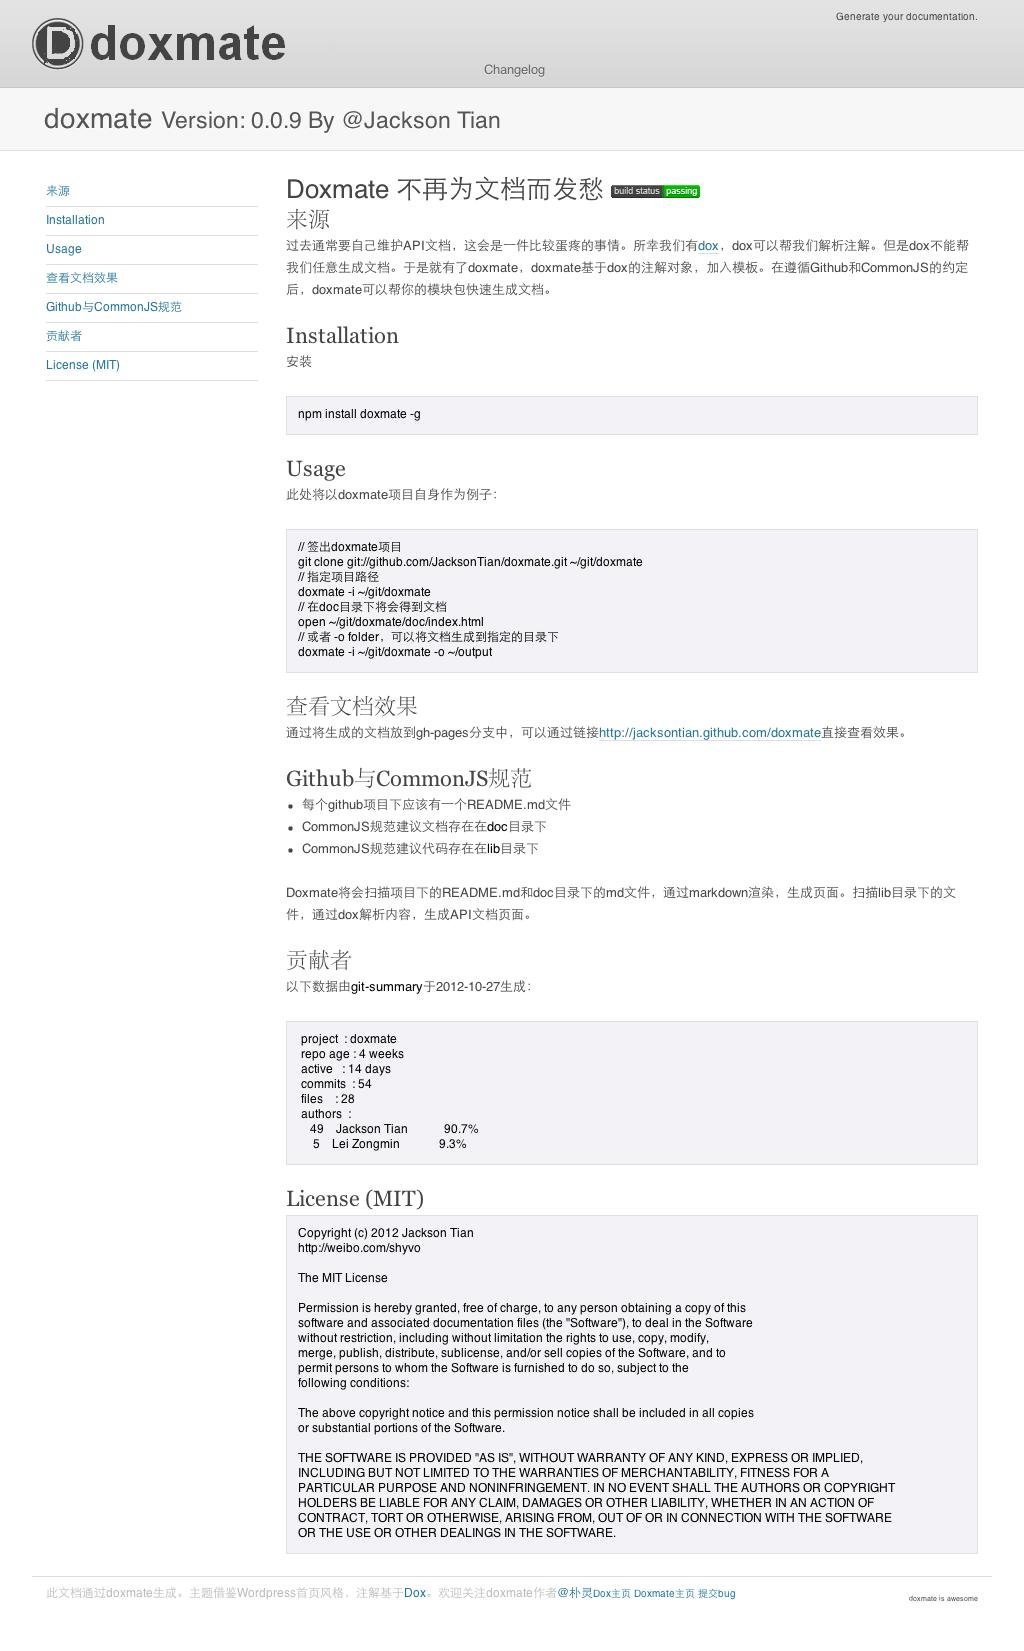 Generate your documentation.
doxmate
Changelog
doxmate Version: 0.0.9 By @Jackson Tian
来源
Installation
Usage
查看文档效果
Github与CommonJS规范
贡献者
License (MIT)
Doxmate 不再为文档而发愁 build status passing
来源
过去通常要自己维护API文档，这会是一件比较蛋疼的事情。所幸我们有dox，dox可以帮我们解析注解。但是dox不能帮
我们任意生成文档。于是就有了doxmate，doxmate基于dox的注解对象，加入模板。在遵循Github和CommonJS的约定
后，doxmate可以帮你的模块包快速生成文档。
Installation
安装
npm install doxmate -g
Usage
此处将以doxmate项目自身作为例子：
// 签出doxmate项目
git clone git://github.com/JacksonTian/doxmate.git ~/git/doxmate
// 指定项目路径
doxmate -i ~/git/doxmate
// 在doc目录下将会得到文档
open ~/git/doxmate/doc/index.html
// 或者 -o folder，可以将文档生成到指定的目录下
doxmate -i ~/git/doxmate -o ~/output
查看文档效果
通过将生成的文档放到gh-pages分支中，可以通过链接http://jacksontian.github.com/doxmate直接查看效果。
Github与CommonJS规范
• 每个github项目下应该有一个README.md文件
• CommonJS规范建议文档存在在doc目录下
• CommonJS规范建议代码存在在lib目录下
Doxmate将会扫描项目下的README.md和doc目录下的md文件，通过markdown渲染，生成页面。扫描lib目录下的文
件，通过dox解析内容，生成API文档页面。
贡献者
以下数据由git-summary于2012-10-27生成：
project : doxmate
repo age : 4 weeks
active : 14 days
commits : 54
files : 28
authors :
49 Jackson Tian 90.7%
5 Lei Zongmin 9.3%
License (MIT)
Copyright (c) 2012 Jackson Tian
http://weibo.com/shyvo
The MIT License
Permission is hereby granted, free of charge, to any person obtaining a copy of this
software and associated documentation files (the "Software"), to deal in the Software
without restriction, including without limitation the rights to use, copy, modify,
merge, publish, distribute, sublicense, and/or sell copies of the Software, and to
permit persons to whom the Software is furnished to do so, subject to the
following conditions:
The above copyright notice and this permission notice shall be included in all copies
or substantial portions of the Software.
THE SOFTWARE IS PROVIDED "AS IS", WITHOUT WARRANTY OF ANY KIND, EXPRESS OR IMPLIED,
INCLUDING BUT NOT LIMITED TO THE WARRANTIES OF MERCHANTABILITY, FITNESS FOR A
PARTICULAR PURPOSE AND NONINFRINGEMENT. IN NO EVENT SHALL THE AUTHORS OR COPYRIGHT
HOLDERS BE LIABLE FOR ANY CLAIM, DAMAGES OR OTHER LIABILITY, WHETHER IN AN ACTION OF
CONTRACT, TORT OR OTHERWISE, ARISING FROM, OUT OF OR IN CONNECTION WITH THE SOFTWARE
OR THE USE OR OTHER DEALINGS IN THE SOFTWARE.
此文档通过doxmate生成。主题借鉴Wordpress首页风格，注解基于Dox。欢迎关注doxmate作者@朴灵Dox主页 Doxmate主页 提交bug
doxmate is awesome